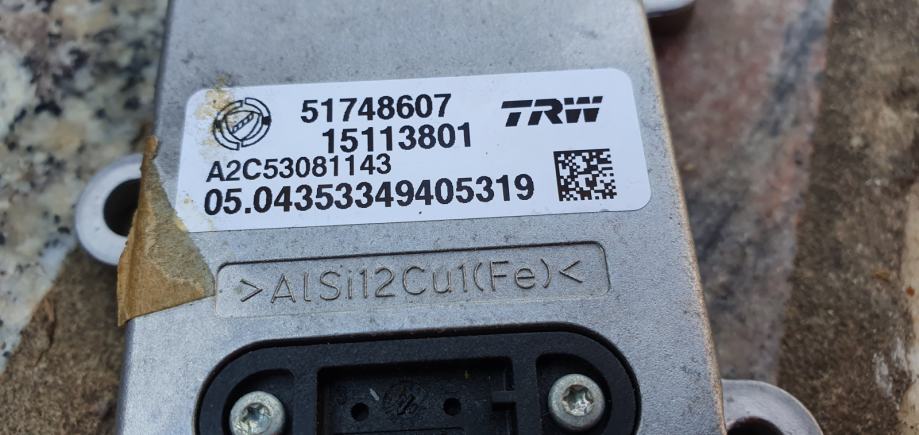 51748607
TRW
15113801
A2C53081143
05.04353349405319
>AlSi12Cu1(Fe)<